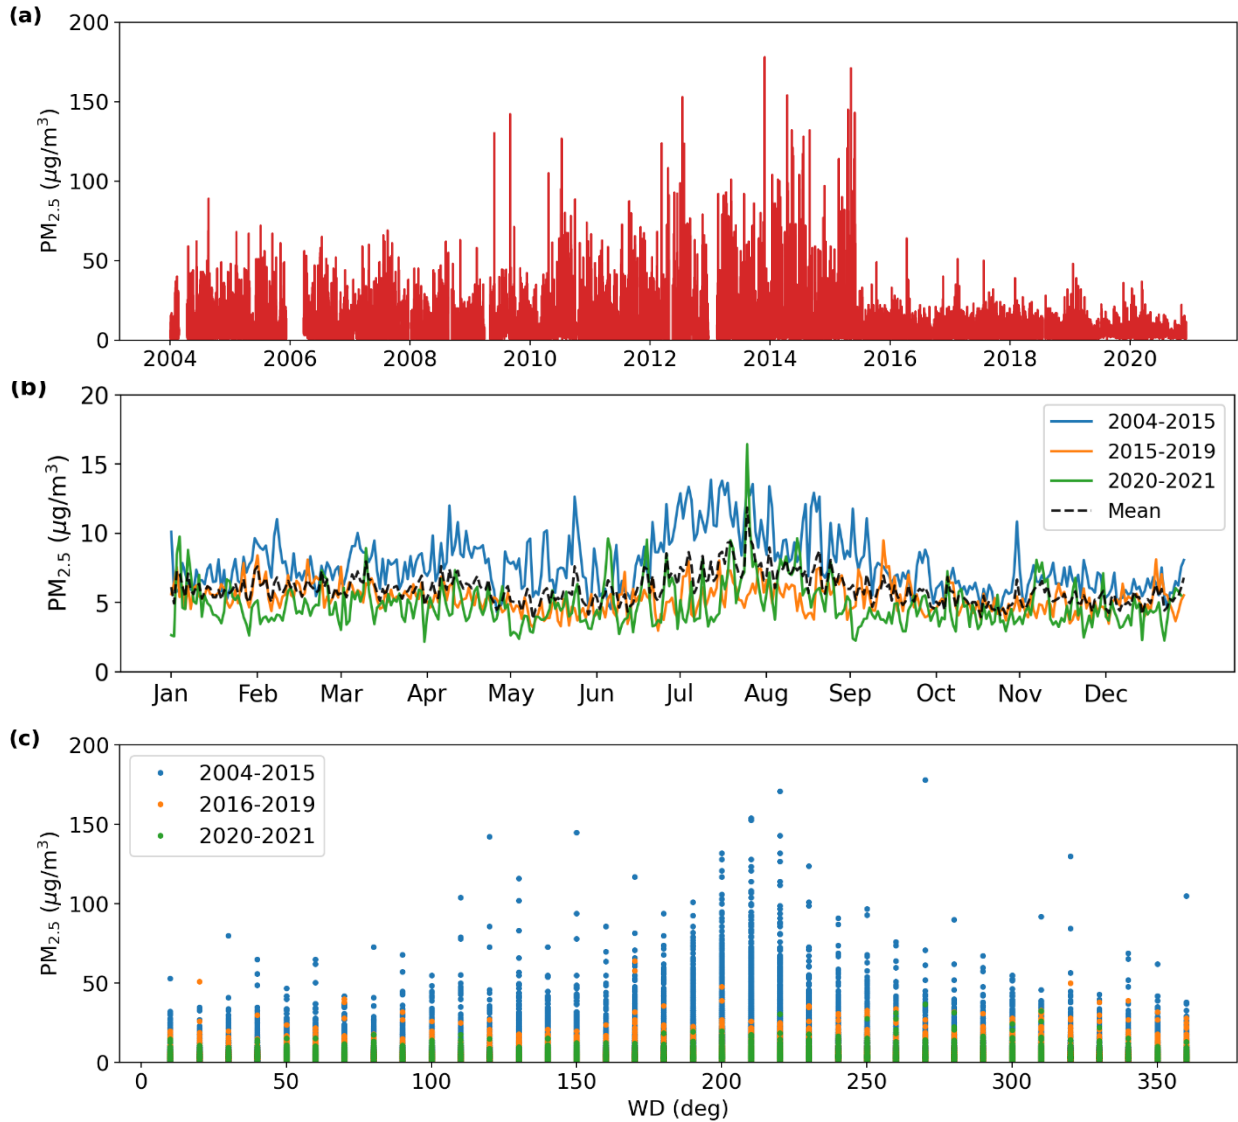 (a)
200
150
100
50
0
PM2.5 (μg/m3)
2004 2006 2008 2010 2012 2014 2016 2018 2020
(b)
20
15
10
5
0
PM2.5 (μg/m3)
2004-2015
2015-2019
2020-2021
Mean
Jan Feb Mar Apr May Jun Jul Aug Sep Oct Nov Dec
(c)
200
150
100
50
0
PM2.5 (μg/m3)
2004-2015
2016-2019
2020-2021
0 50 100 150 200 250 300 350
WD (deg)